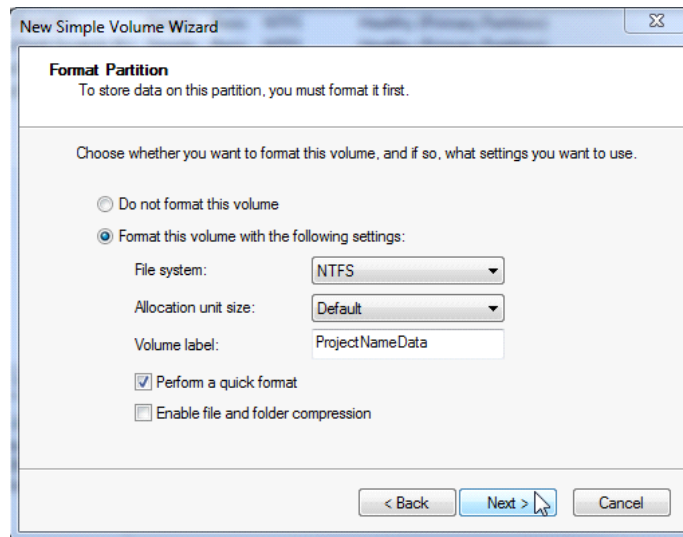 New Simple Volume Wizard
Format Partition
To store data on this partition, you must format it first.
Choose whether you want to format this volume, and if so, what settings you want to use.
Do not format this volume
Format this volume with the following settings:
File system: NTFS
Allocation unit size: Default
Volume label: ProjectNameData
Perform a quick format
Enable file and folder compression
< Back Next > Cancel